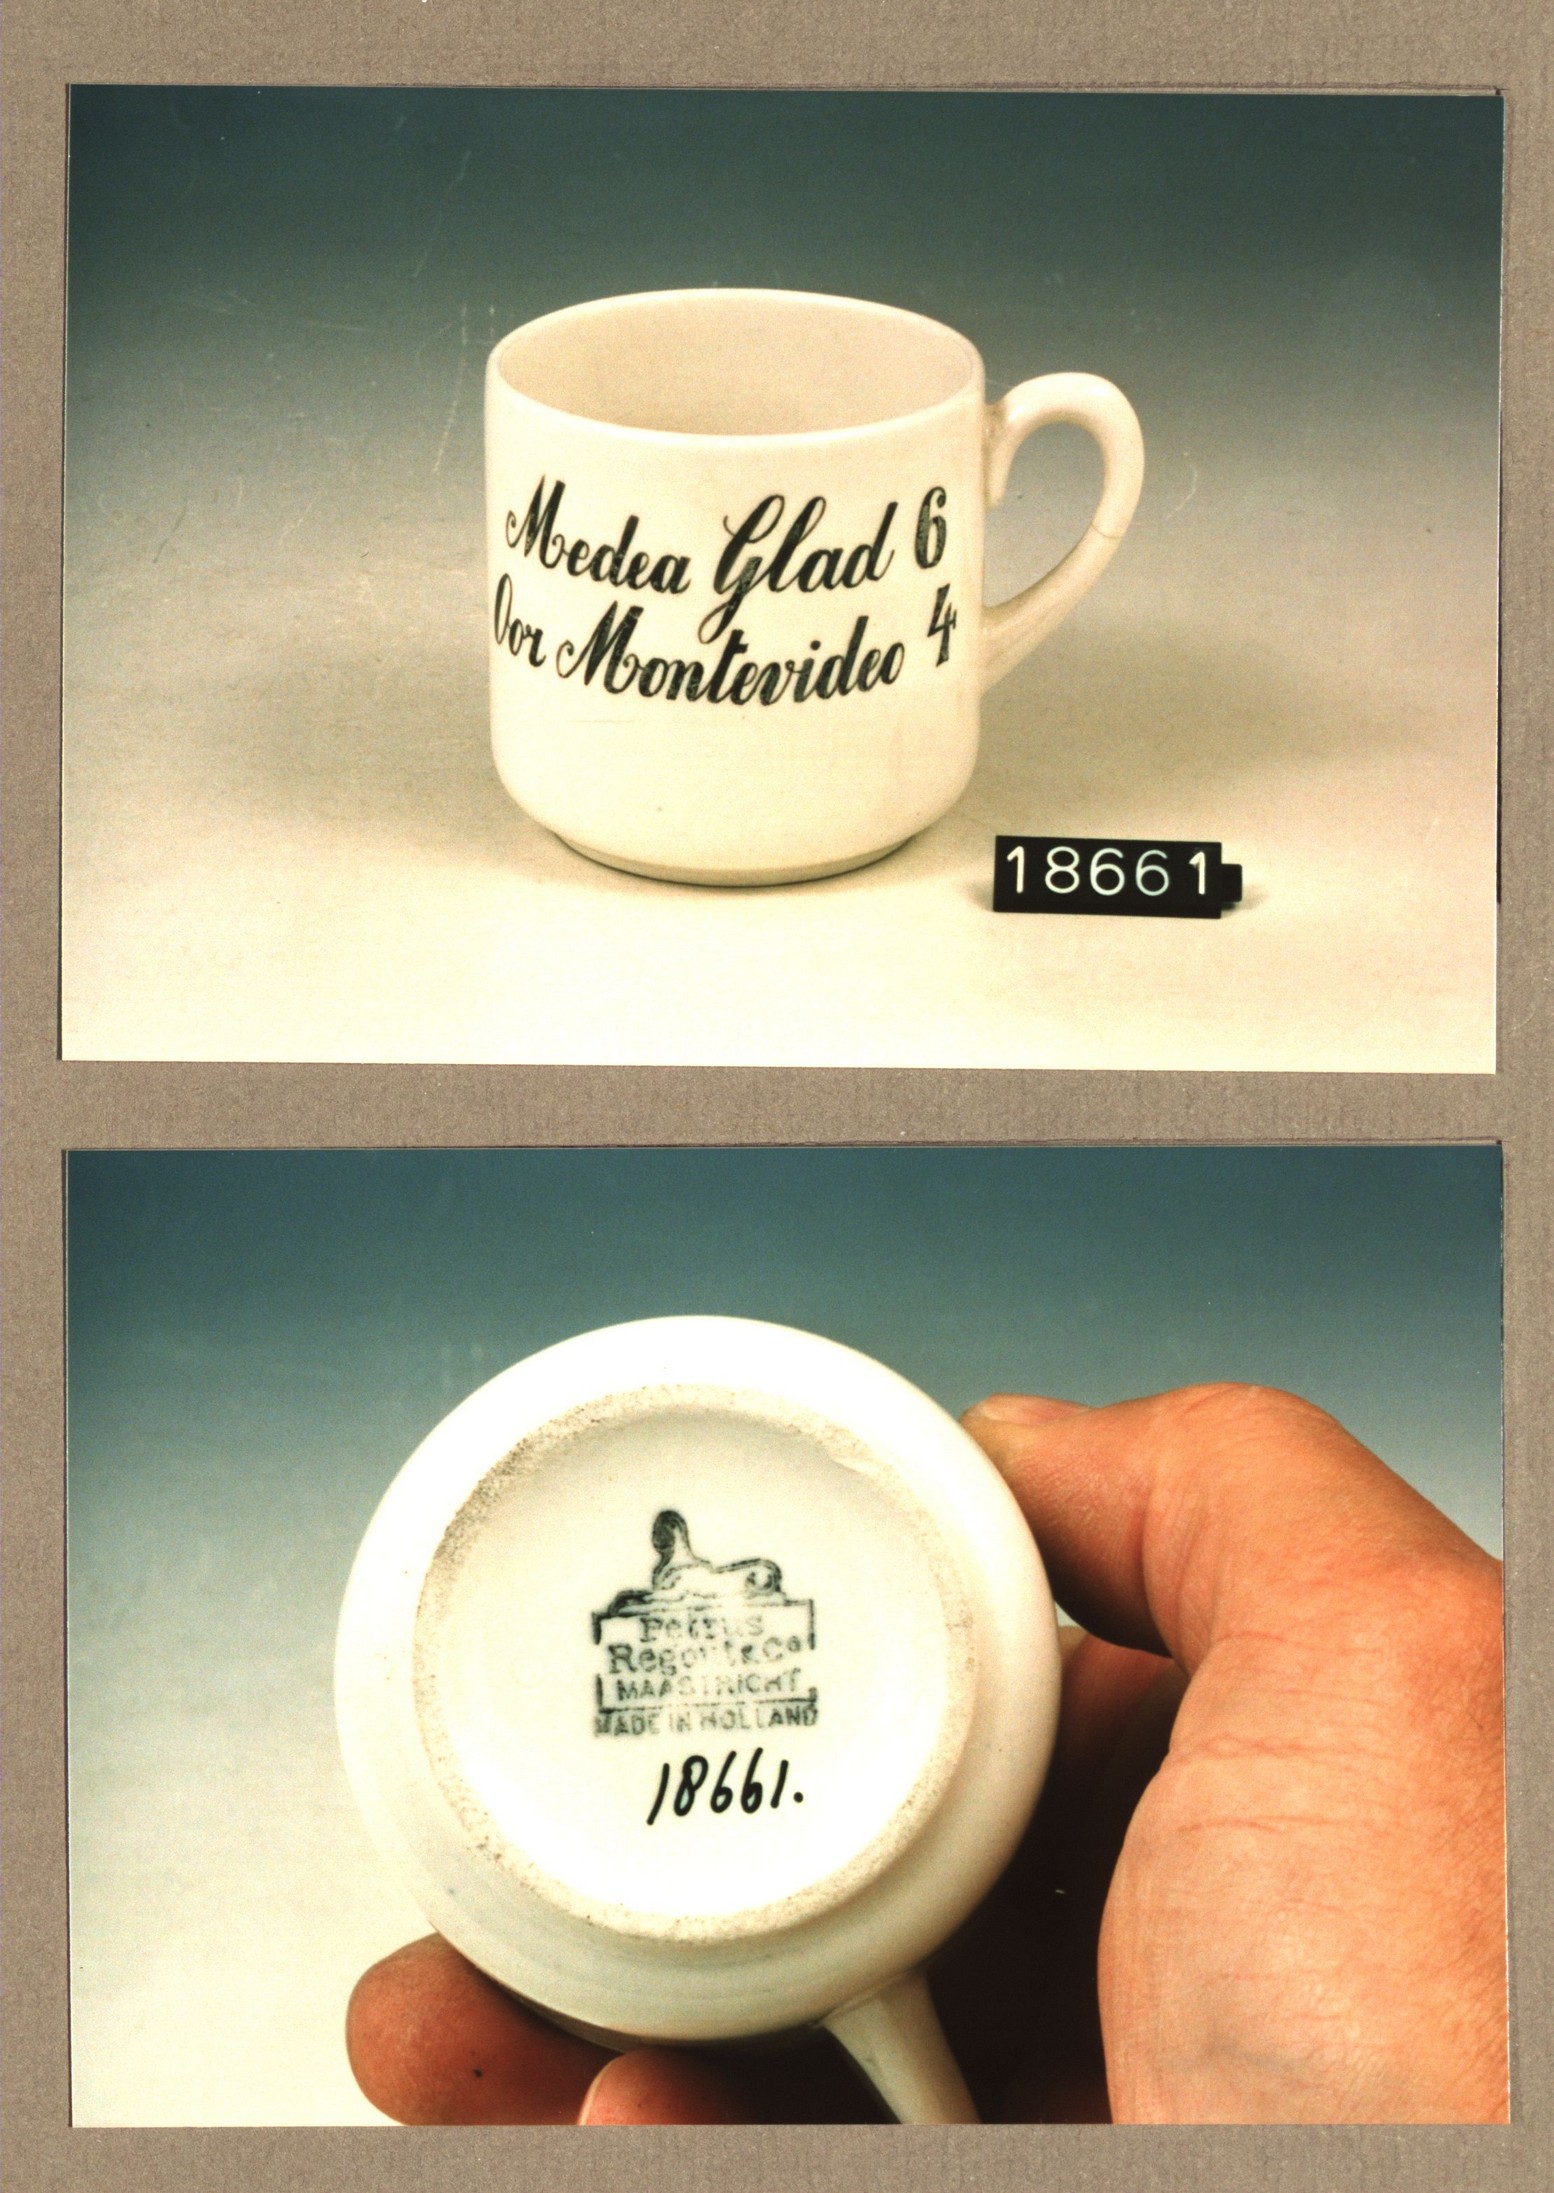 Medea Glad 6
Oor Montevideo 4
18661
Petrus
Regout & Co
MAASTRICHT
MADE IN HOLLAND
18661.